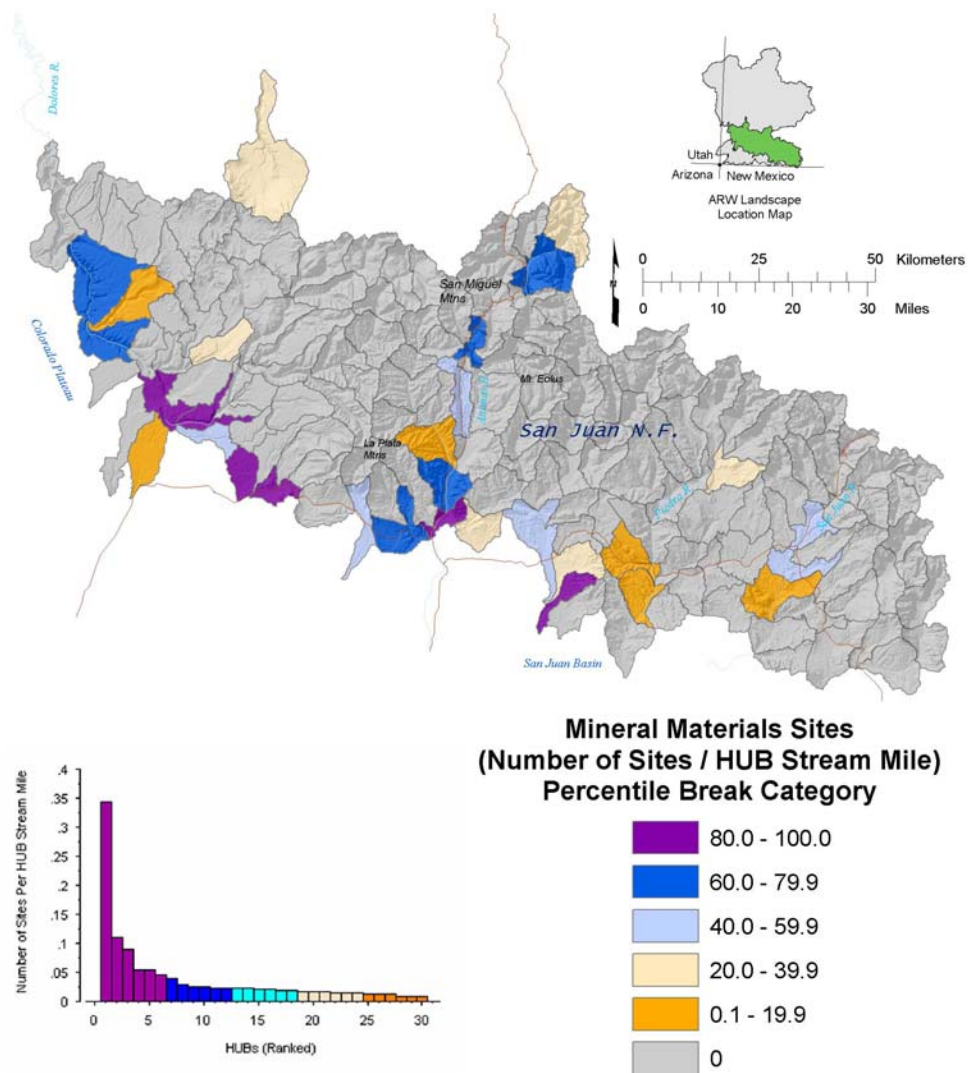 Dolores R.
Utah
Arizona
New Mexico
ARW Landscape
Location Map
0
25
50
Kilometers
0
10
20
30
Miles
N
San Miguel
Mtns
Colorado Plateau
Animas R.
Mt. Eolus
San Juan N.F.
La Plata
Mtns
Piedra R.
San Juan R.
San Juan Basin
Mineral Materials Sites
(Number of Sites / HUB Stream Mile)
Percentile Break Category
80.0 - 100.0
60.0 - 79.9
40.0 - 59.9
20.0 - 39.9
0.1 - 19.9
0
Number of Sites Per HUB Stream Mile
.4
.35
.3
.25
.2
.15
.1
.05
0
0 5 10 15 20 25 30
HUBs (Ranked)